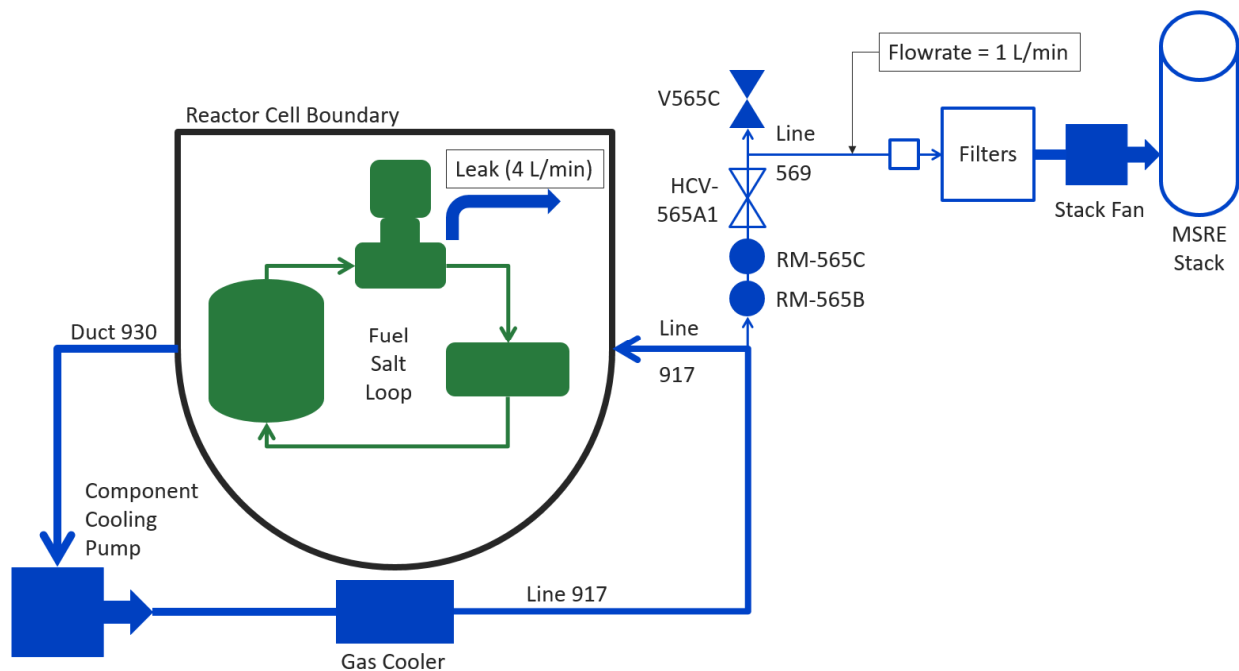 Flowrate = 1 L/min
V565C
Reactor Cell Boundary
Line
569
Leak (4 L/min)
Filters
HCV-
565A1
Stack Fan
MSRE
Stack
RM-565C
RM-565B
Duct 930
Fuel
Salt
Loop
Line
917
Component
Cooling
Pump
Line 917
Gas Cooler